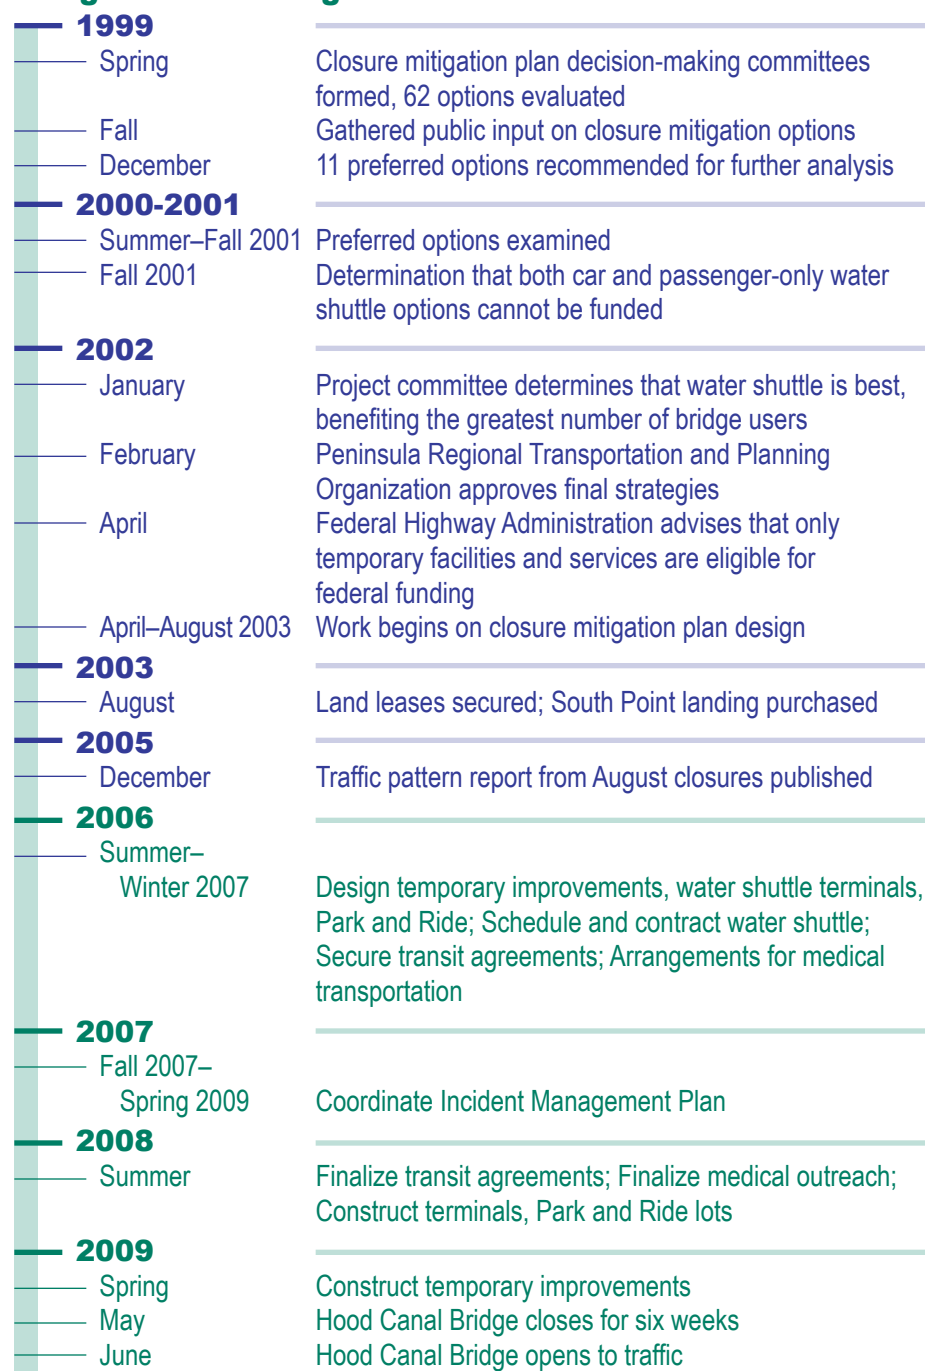 1999
Spring Closure mitigation plan decision-making committees
formed, 62 options evaluated
Fall Gathered public input on closure mitigation options
December 11 preferred options recommended for further analysis
2000-2001
Summer–Fall 2001 Preferred options examined
Fall 2001 Determination that both car and passenger-only water
shuttle options cannot be funded
2002
January Project committee determines that water shuttle is best,
benefiting the greatest number of bridge users
February Peninsula Regional Transportation and Planning
Organization approves final strategies
April Federal Highway Administration advises that only
temporary facilities and services are eligible for
federal funding
April–August 2003 Work begins on closure mitigation plan design
2003
August Land leases secured; South Point landing purchased
2005
December Traffic pattern report from August closures published
2006
Summer–
Winter 2007 Design temporary improvements, water shuttle terminals,
Park and Ride; Schedule and contract water shuttle;
Secure transit agreements; Arrangements for medical
transportation
2007
Fall 2007–
Spring 2009 Coordinate Incident Management Plan
2008
Summer Finalize transit agreements; Finalize medical outreach;
Construct terminals, Park and Ride lots
2009
Spring Construct temporary improvements
May Hood Canal Bridge closes for six weeks
June Hood Canal Bridge opens to traffic